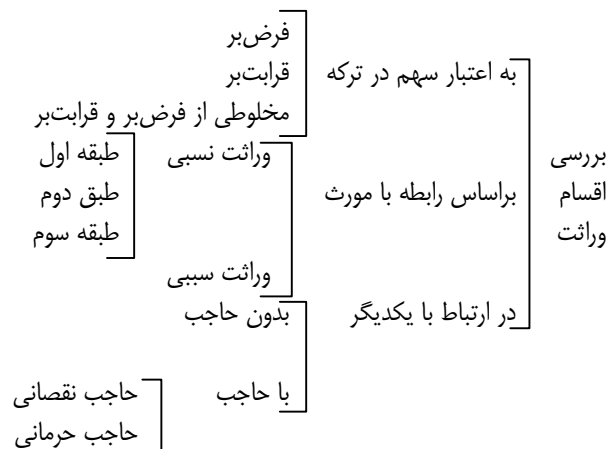 فرض‌بر
به اعتبار سهم در ترکه
قرابت‌بر
مخلوطی از فرض‌بر و قرابت‌بر
بررسی
وراثت نسبی
طبقه اول
اقسام
براساس رابطه با مورث
طبق دوم
وراثت
طبقه سوم
وراثت سببی
در ارتباط با یکدیگر
بدون حاجب
با حاجب
حاجب نقصانی
حاجب حرمانی